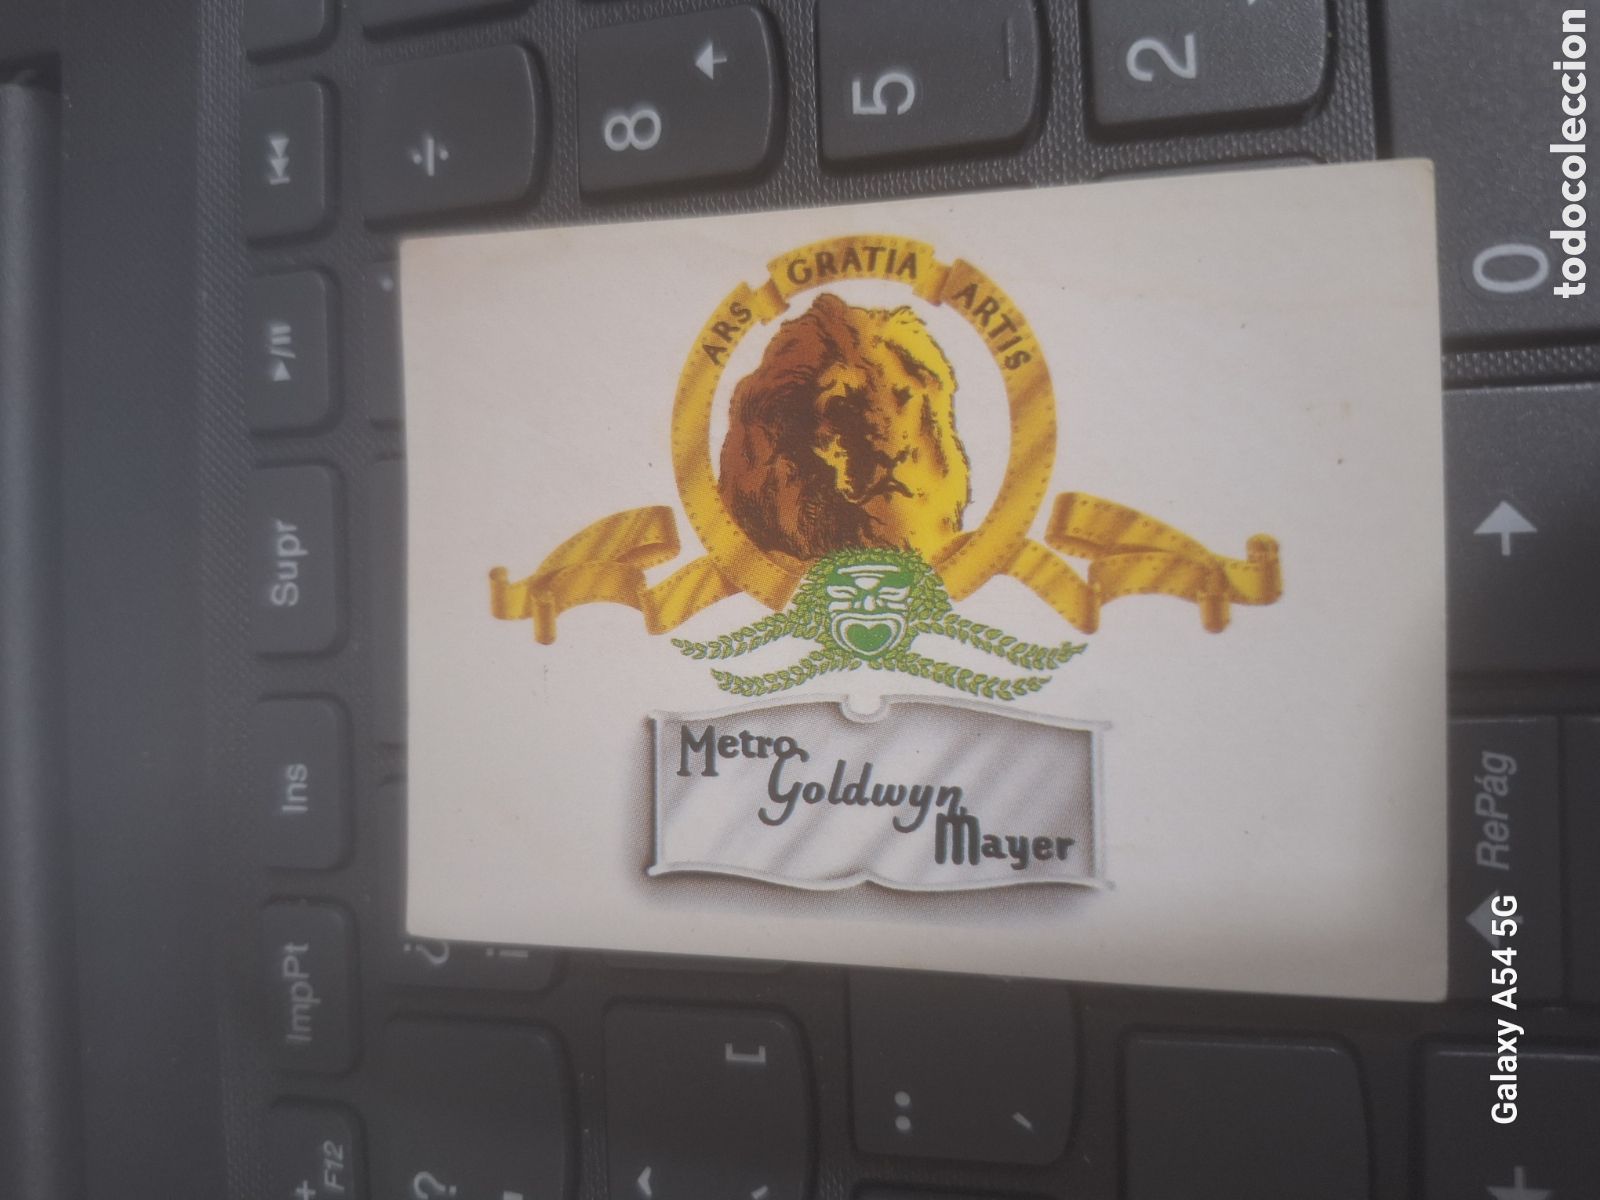 ARS GRATIA ARTIS
Metro
Goldwyn
Mayer
÷
8
5
2
0
Supr
Ins
ImpPt
F12
RePág
?
¿
¡
[
^
+
todocoleccion
Galaxy A54 5G